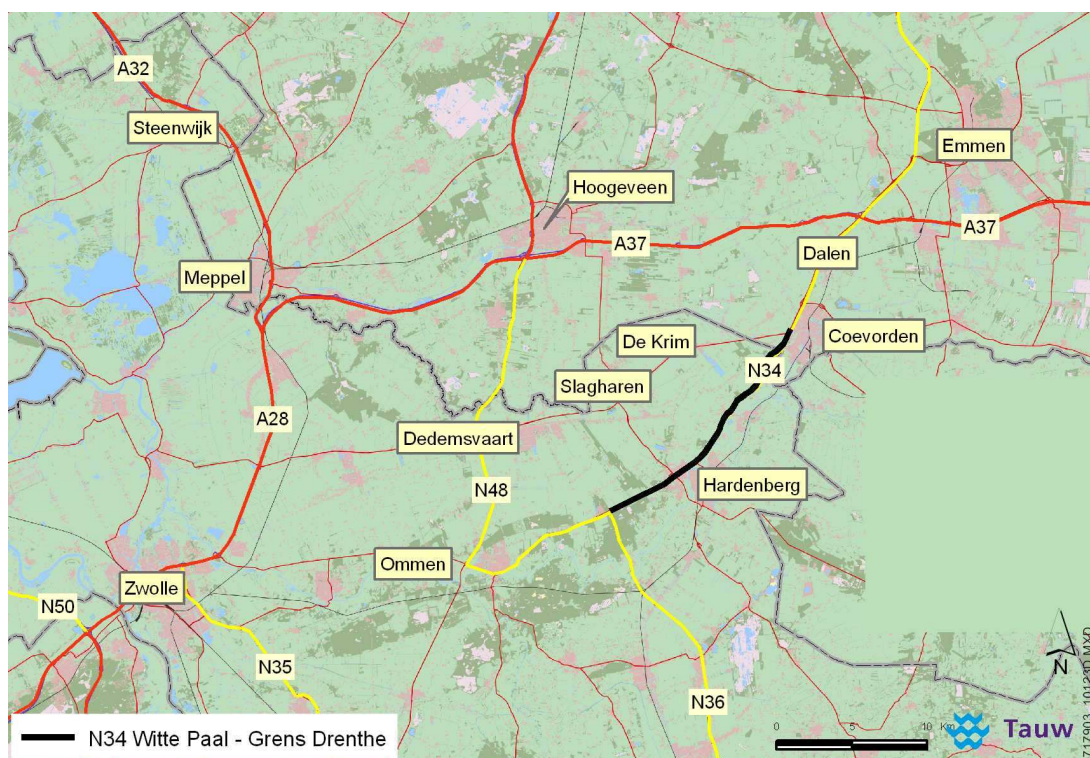 A32
Steenwijk
Emmen
Hoogeveen
A37
A37
Meppel
Dalen
De Krim
Coevorden
N34
Slagharen
A28
Dedemsvaart
Hardenberg
N48
Ommen
Zwolle
N50
N35
N36
N
0 5 10 Km
N34 Witte Paal - Grens Drenthe
Tauw